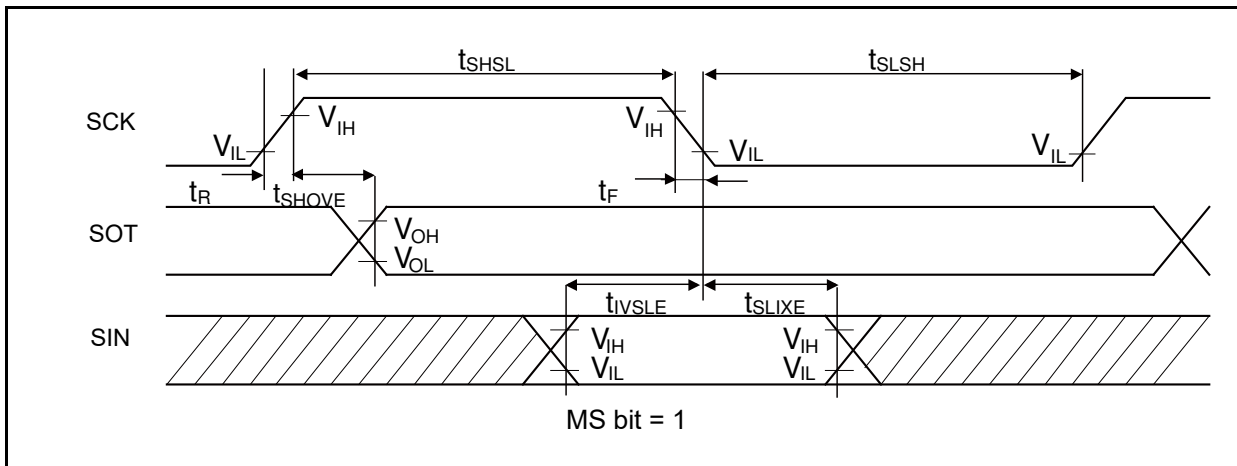 tSHSL tSLSH
SCK VIH VIH
VIL VIL VIL
tR tSHOVE tF
SOT VOH
VOL
tIVSLE tSLIXE
SIN VIH VIH
VIL VIL
MS bit = 1